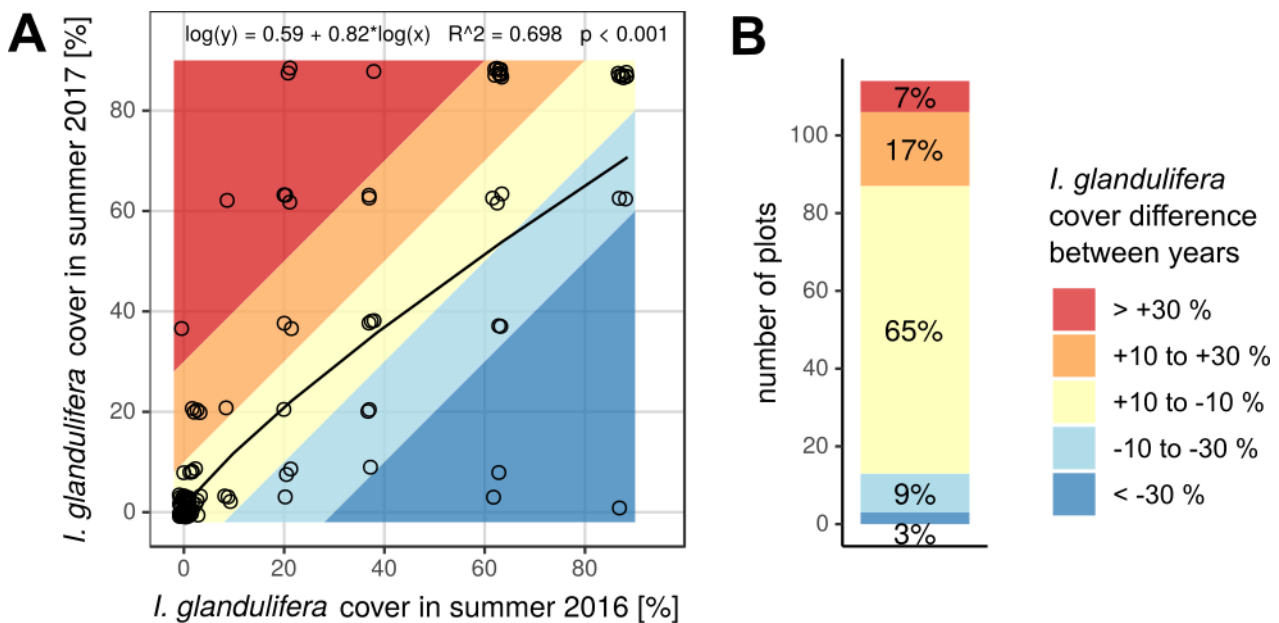 A
log(y) = 0.59 + 0.82*log(x) R^2 = 0.698 p < 0.001
I. glandulifera cover in summer 2017 [%]
80
60
40
20
0
0 20 40 60 80
I. glandulifera cover in summer 2016 [%]
B
number of plots
100
80
60
40
20
0
7%
17%
65%
9%
3%
I. glandulifera
cover difference
between years
> +30 %
+10 to +30 %
+10 to -10 %
-10 to -30 %
< -30 %